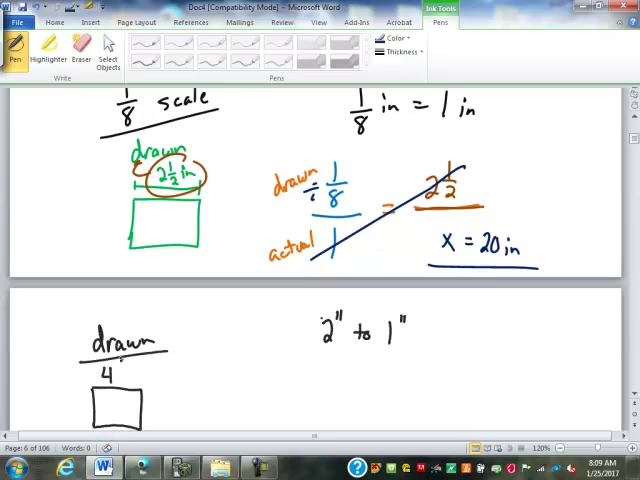 Doc4 [Compatibility Mode] - Microsoft Word
Ink Tools
File Home Insert Page Layout References Mailings Review View Add-Ins Acrobat Pens
Pen Highlighter Eraser Select Objects
Color
Thickness
Write
Pens
1/8 scale
1/8 in = 1 in
drawn
2 1/2 in
drawn 1/8 = 2 1/2
actual 1
x = 20 in
drawn
2" to 1"
4
Page: 6 of 106 Words: 0 120%
8:09 AM
1/25/2017